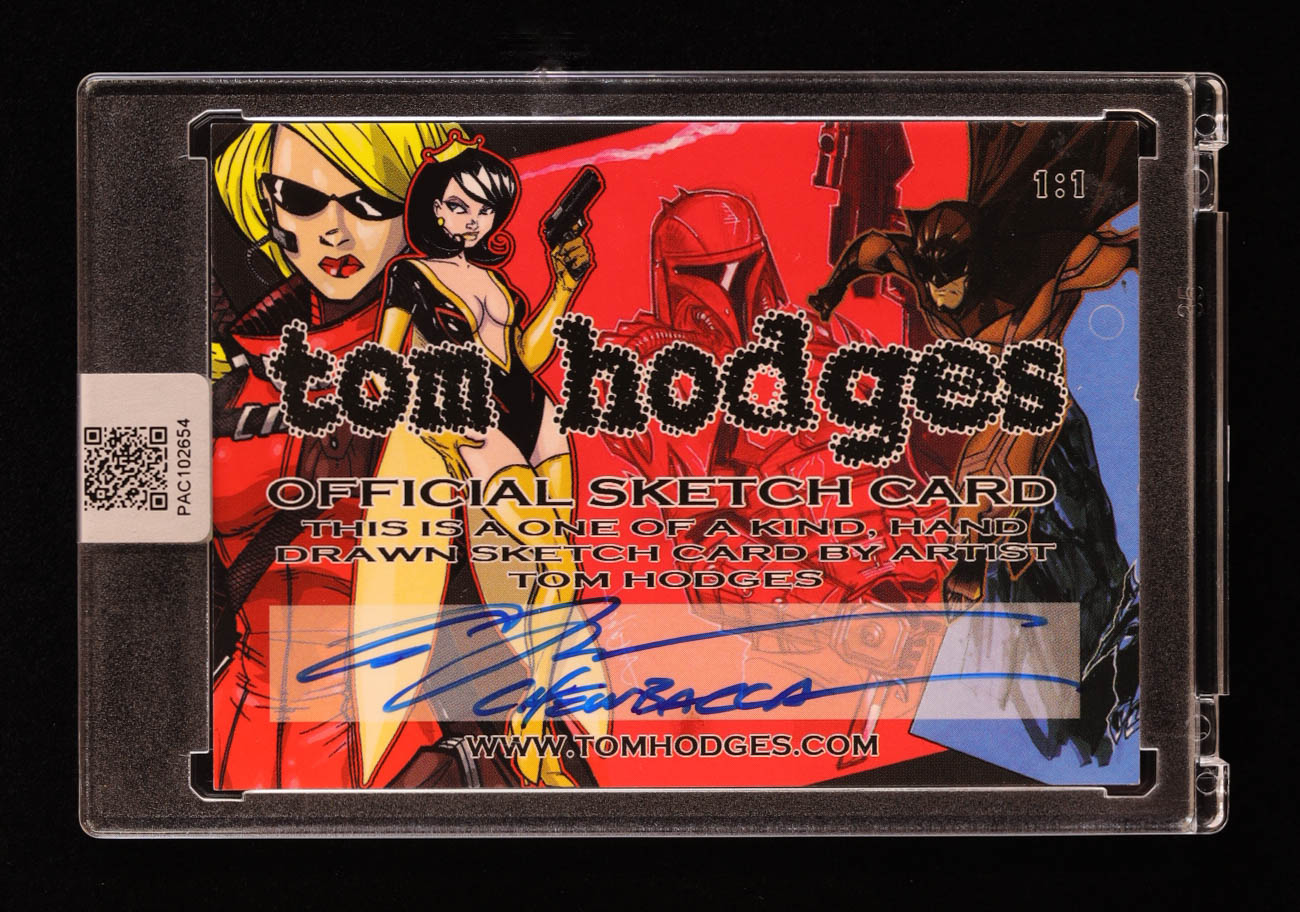 1:1
tom hodges
OFFICIAL SKETCH CARD
THIS IS A ONE OF A KIND, HAND
DRAWN SKETCH CARD BY ARTIST
TOM HODGES
CHEWBACCA
WWW.TOMHODGES.COM
PAC102654